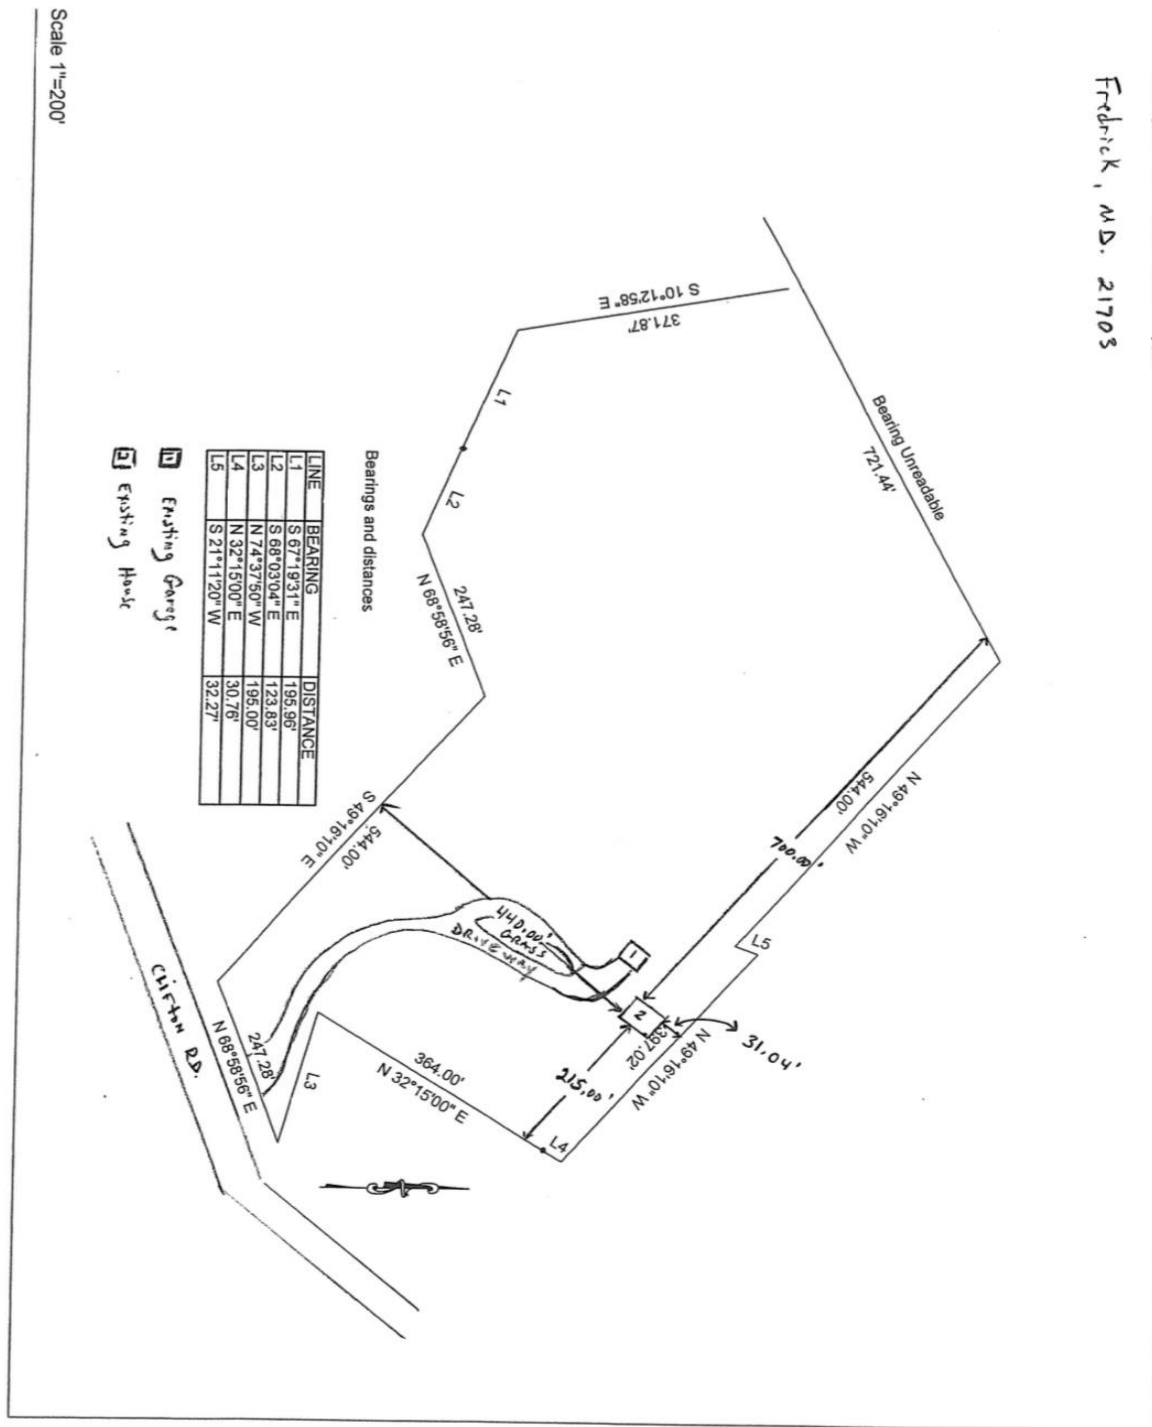 Fredrick, MD. 21703
Bearing Unreadable
721.44'
S 10°12'58" E
371.87'
L1
L2
247.28'
N 68°58'56" E
N 49°16'10" W
544.00'
700.00'
L5
1
2
31.04'
397.02'
N 49°16'10" W
440.00'
GRASS
DRIVEWAY
215.00'
L4
S 49°16'10" E
544.00'
364.00'
N 32°15'00" E
L3
247.28'
N 68°58'56" E
Clifton RD.
Bearings and distances
LINE BEARING DISTANCE
L1 S 67°19'31" E 195.96'
L2 S 68°03'04" E 123.83'
L3 N 74°37'50" W 195.00'
L4 N 32°15'00" E 30.76'
L5 S 21°11'20" W 32.27'
Existing Garage
Existing House
Scale 1"=200'